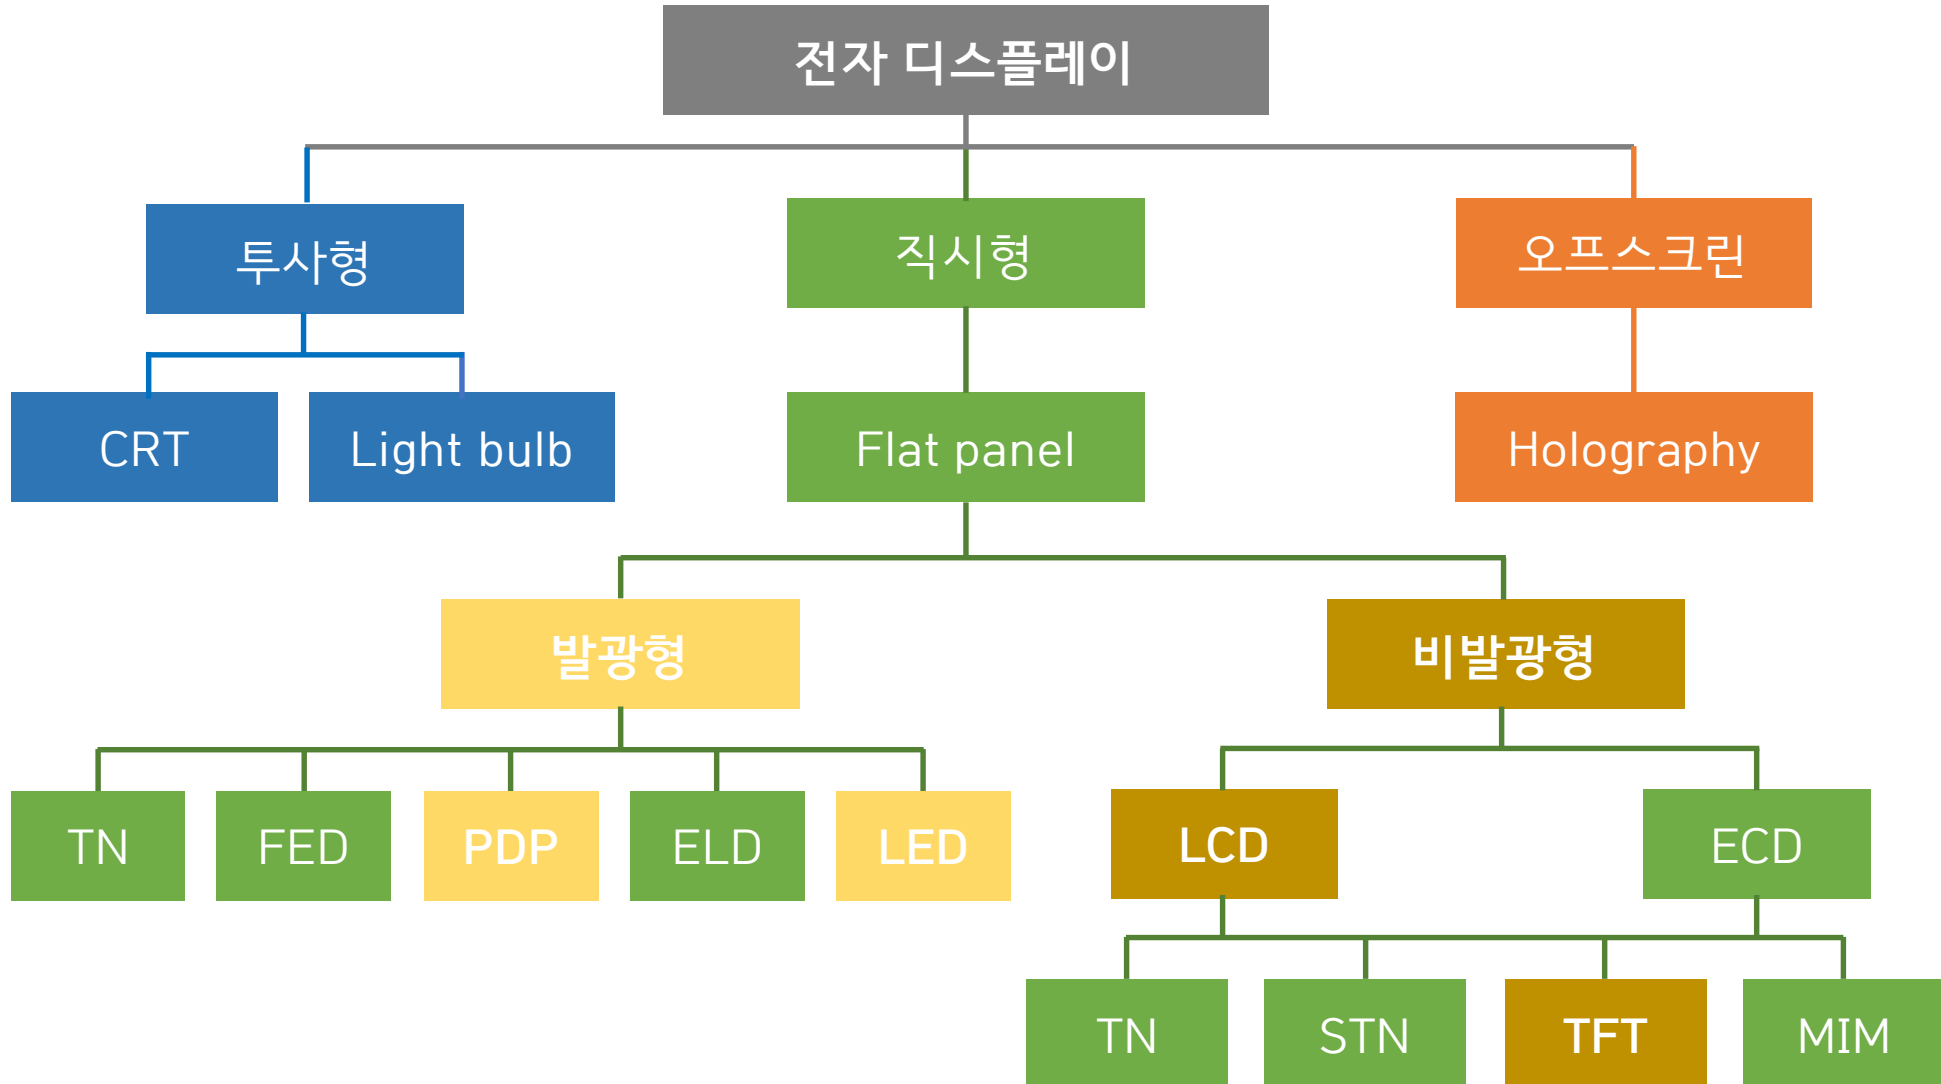 전자 디스플레이
투사형
직시형
오프스크린
CRT
Light bulb
Flat panel
Holography
발광형
비발광형
TN
FED
PDP
ELD
LED
LCD
ECD
TN
STN
TFT
MIM